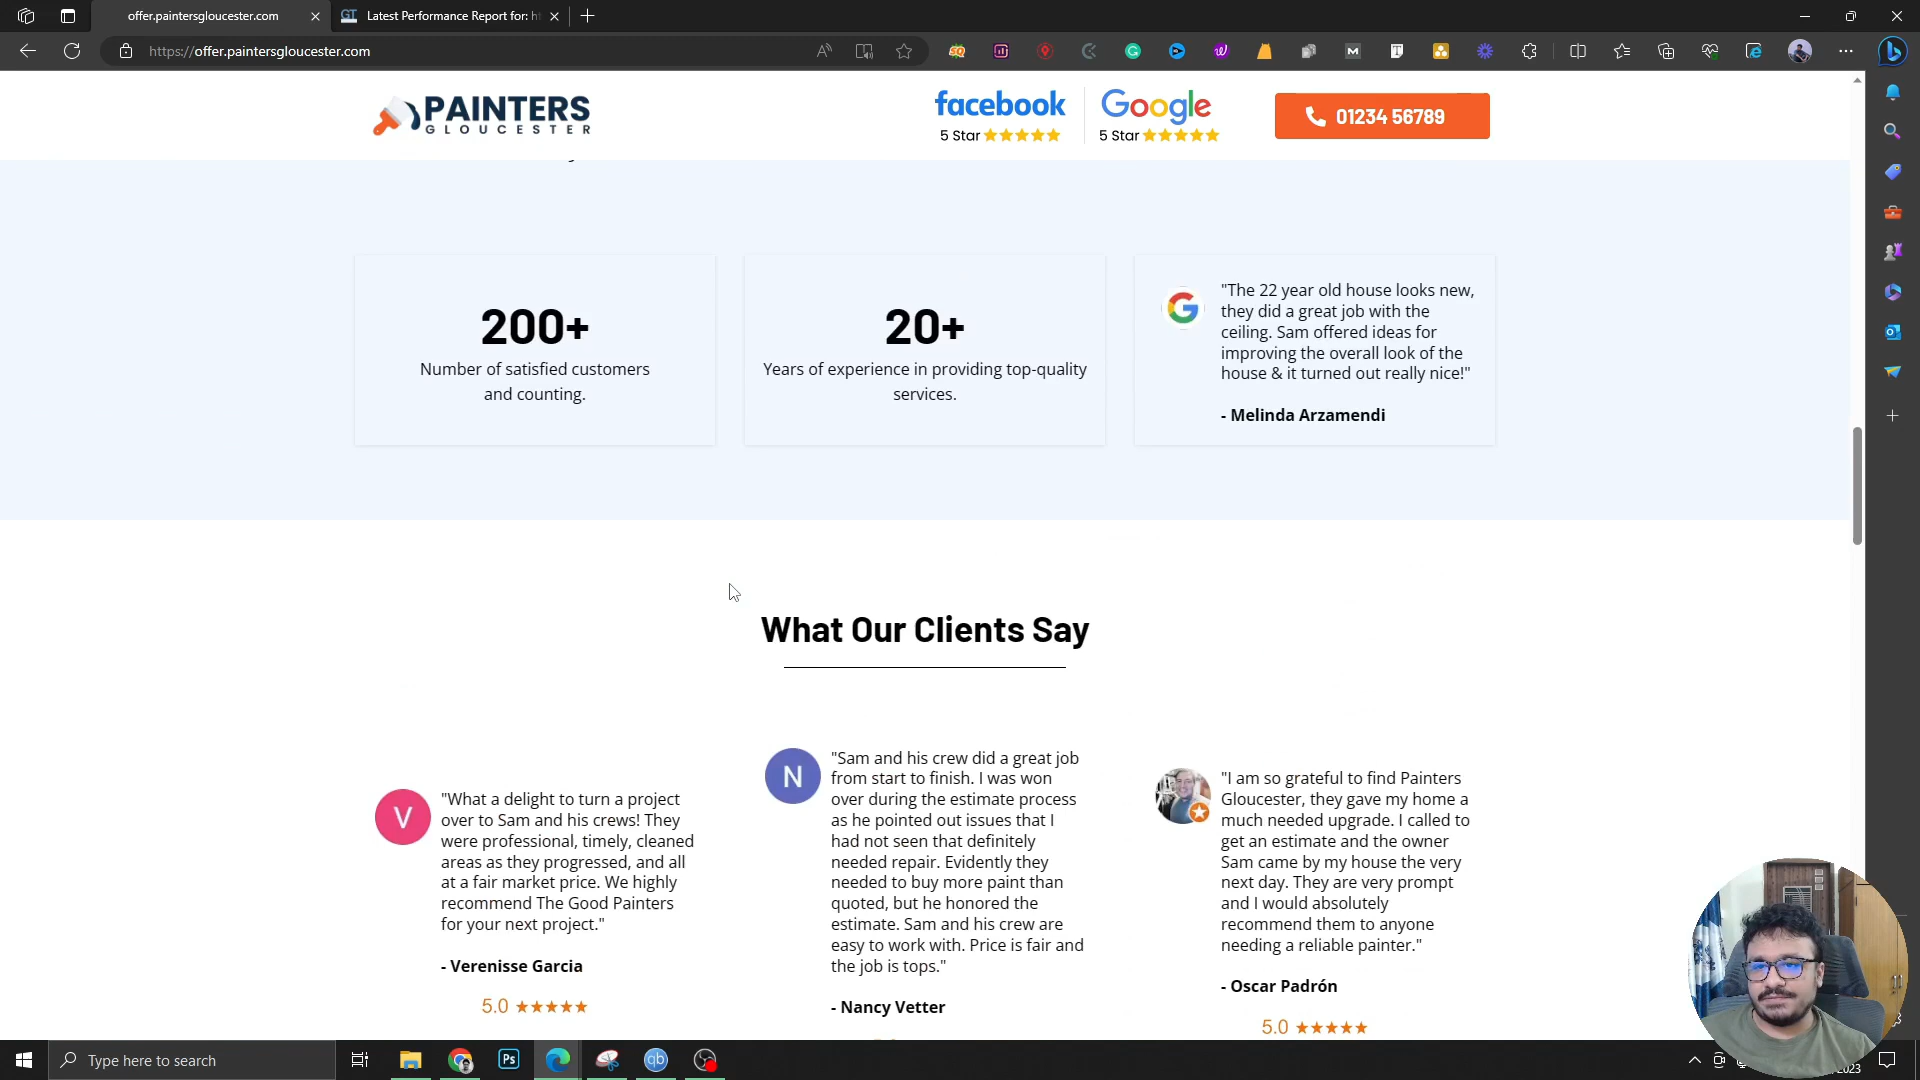 offer.paintersgloucester.com
GT Latest Performance Report for: h
https://offer.paintersgloucester.com
PAINTERS
GLOUCESTER
facebook
5 Star
Google
5 Star
01234 56789
200+
Number of satisfied customers
and counting.
20+
Years of experience in providing top-quality
services.
G
"The 22 year old house looks new,
they did a great job with the
ceiling. Sam offered ideas for
improving the overall look of the
house & it turned out really nice!"
- Melinda Arzamendi
What Our Clients Say
V
"What a delight to turn a project
over to Sam and his crews! They
were professional, timely, cleaned
areas as they progressed, and all
at a fair market price. We highly
recommend The Good Painters
for your next project."
- Verenisse Garcia
5.0
N
"Sam and his crew did a great job
from start to finish. I was won
over during the estimate process
as he pointed out issues that I
had not seen that definitely
needed repair. Evidently they
needed to buy more paint than
quoted, but he honored the
estimate. Sam and his crew are
easy to work with. Price is fair and
the job is tops."
- Nancy Vetter
"I am so grateful to find Painters
Gloucester, they gave my home a
much needed upgrade. I called to
get an estimate and the owner
Sam came by my house the very
next day. They are very prompt
and I would absolutely
recommend them to anyone
needing a reliable painter."
- Oscar Padrón
5.0
Type here to search
Ps
qb
2023